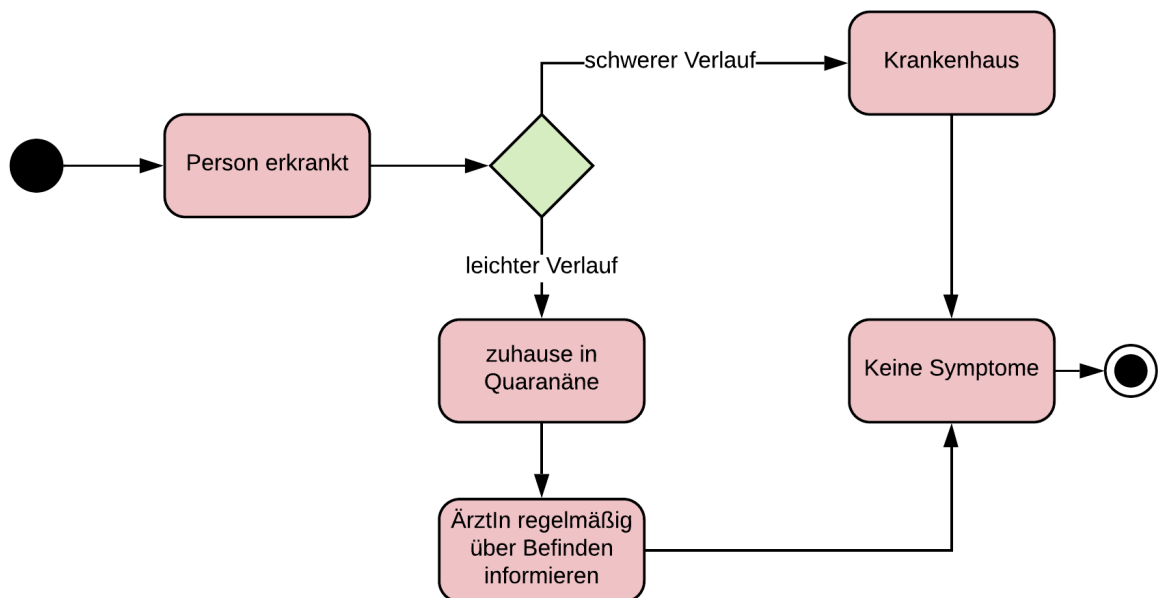 schwerer Verlauf
Krankenhaus
Person erkrankt
leichter Verlauf
zuhause in
Quaranäne
Keine Symptome
ÄrztIn regelmäßig
über Befinden
informieren